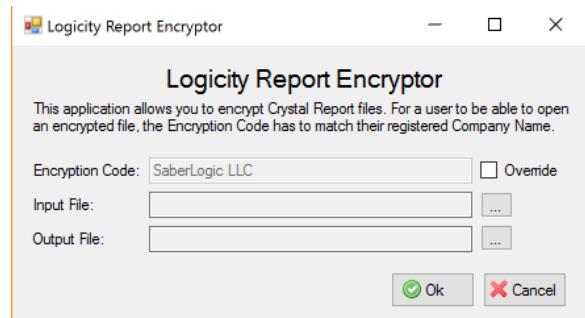 Logicity Report Encryptor
Logicity Report Encryptor
This application allows you to encrypt Crystal Report files. For a user to be able to open
an encrypted file, the Encryption Code has to match their registered Company Name.
Encryption Code: SaberLogic LLC Override
Input File: ...
Output File: ...
Ok Cancel